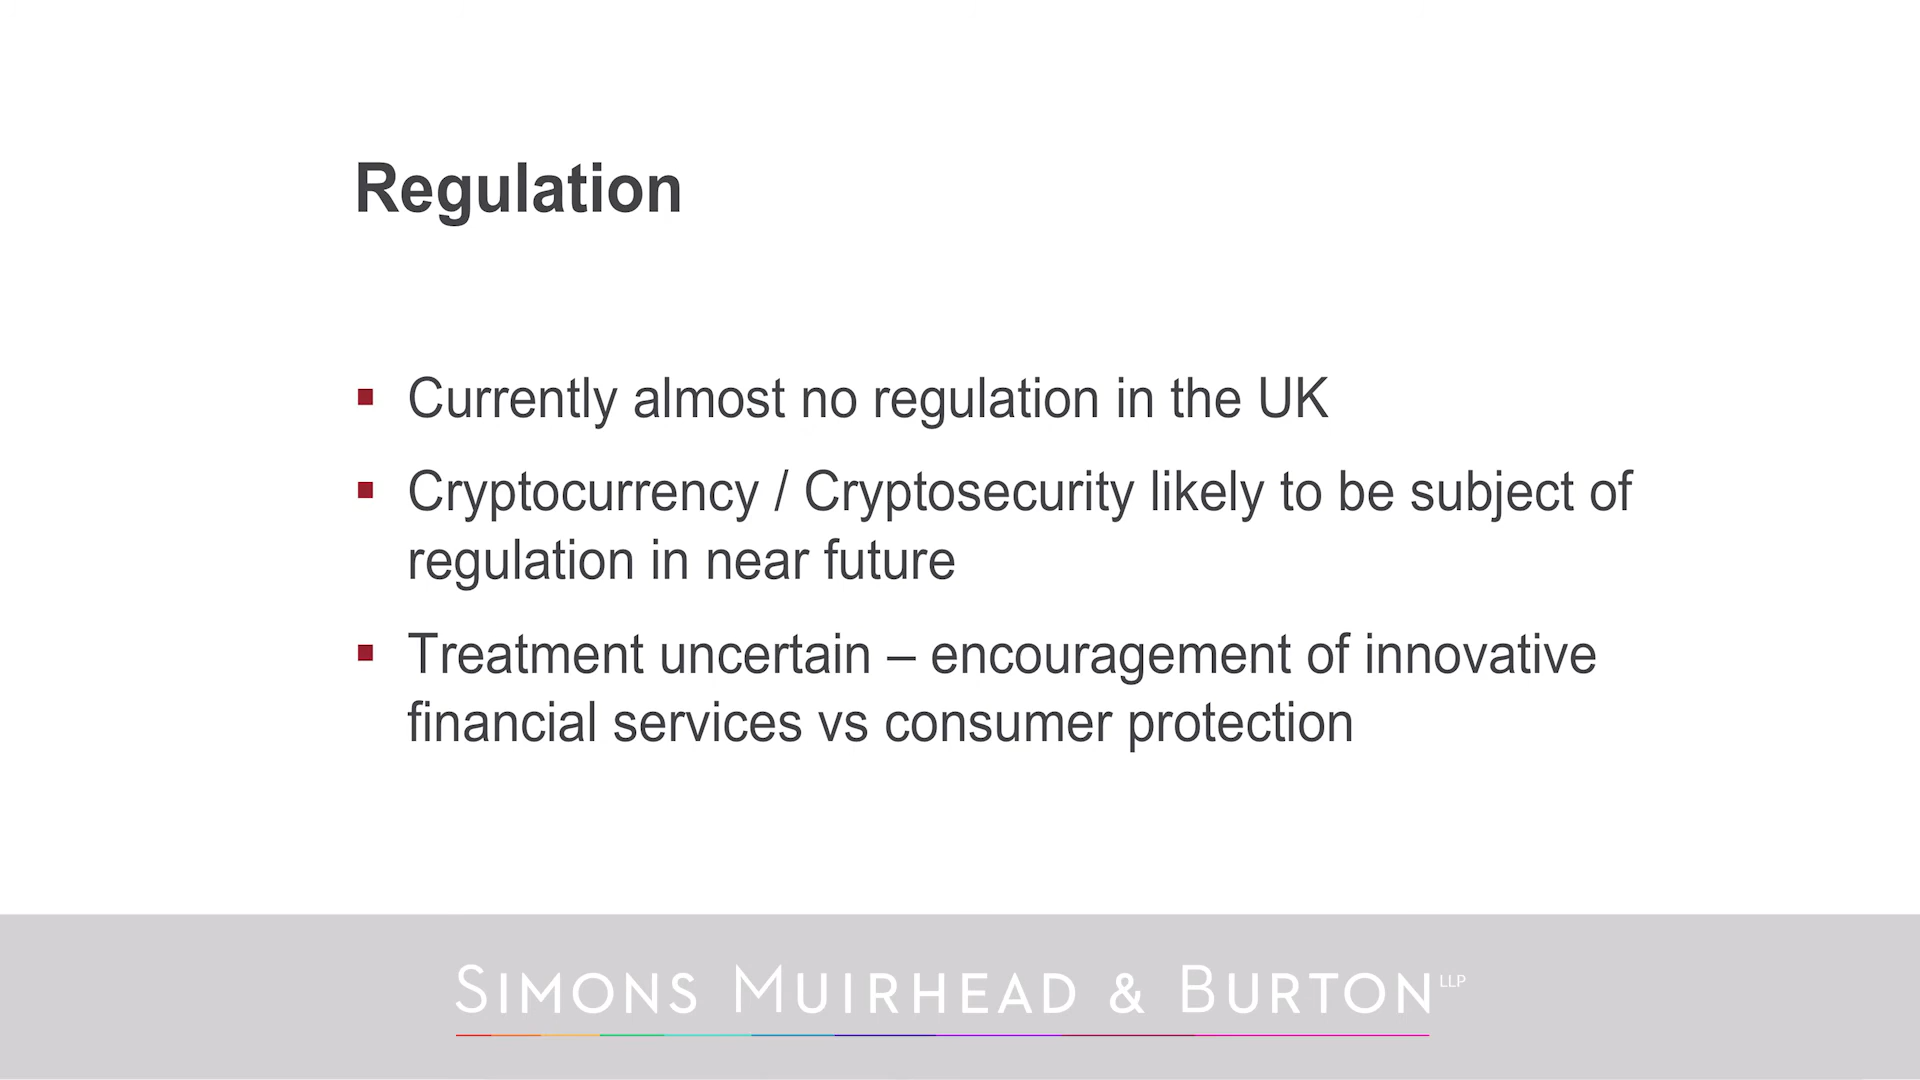 Regulation
▪ Currently almost no regulation in the UK
▪ Cryptocurrency / Cryptosecurity likely to be subject of
regulation in near future
▪ Treatment uncertain – encouragement of innovative
financial services vs consumer protection
SIMONS MUIRHEAD & BURTON LLP